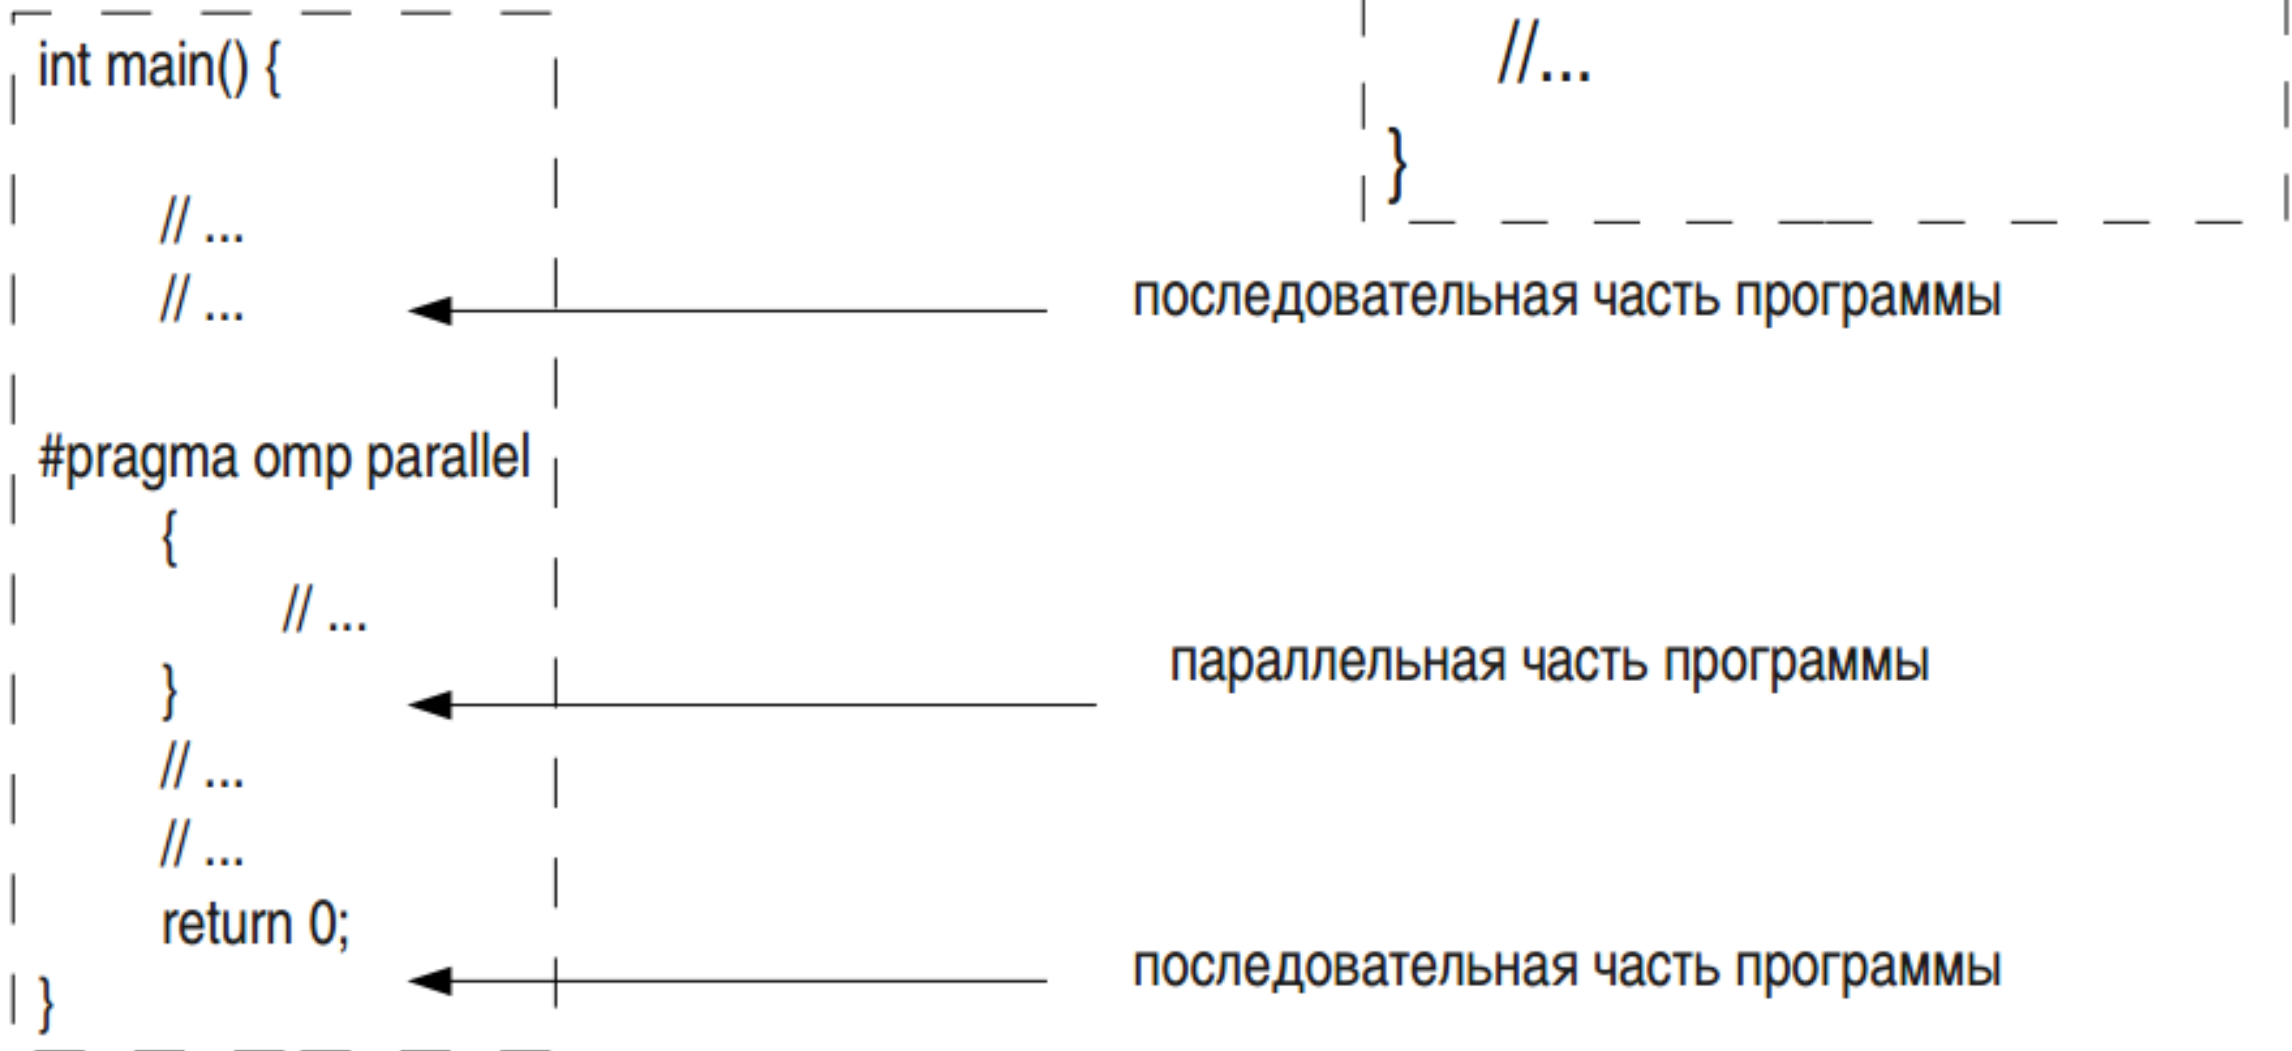 int main() {
// ...
// ...
#pragma omp parallel
{
// ...
}
// ...
// ...
return 0;
}
//...
}
последовательная часть программы
параллельная часть программы
последовательная часть программы